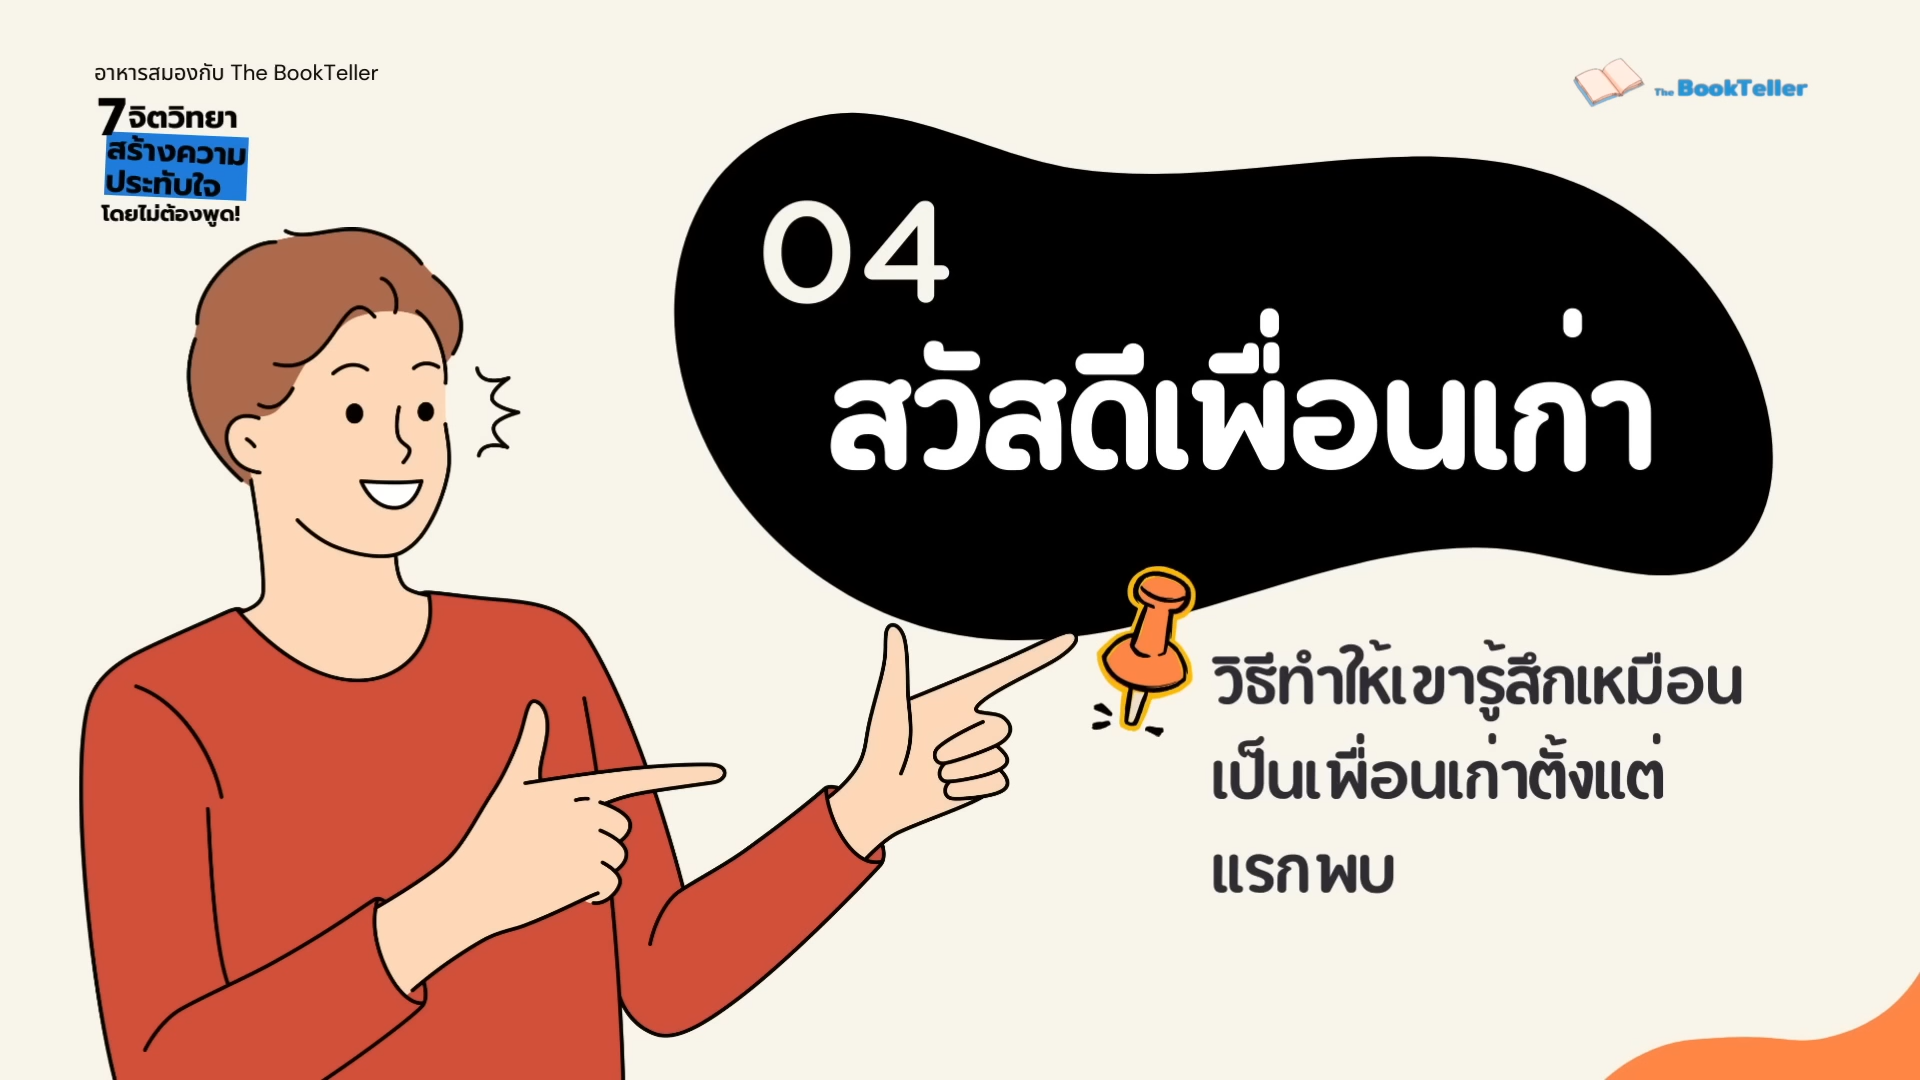 อาหารสมองกับ The BookTeller
7 จิตวิทยา
สร้างความ
ประทับใจ
โดยไม่ต้องพูด!
The BookTeller
04
สวัสดีเพื่อนเก่า
วิธีทำให้เขารู้สึกเหมือน
เป็นเพื่อนเก่าตั้งแต่
แรกพบ